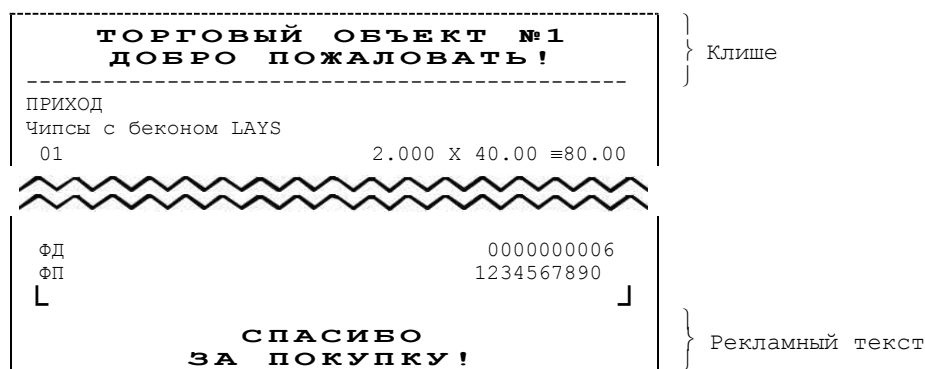 ТОРГОВЫЙ ОБЪЕКТ №1
ДОБРО ПОЖАЛОВАТЬ!
Клише
ПРИХОД
Чипсы с беконом LAYS
01 2.000 X 40.00 ≡80.00
ФД 0000000006
ФП 1234567890
СПАСИБО
ЗА ПОКУПКУ!
Рекламный текст